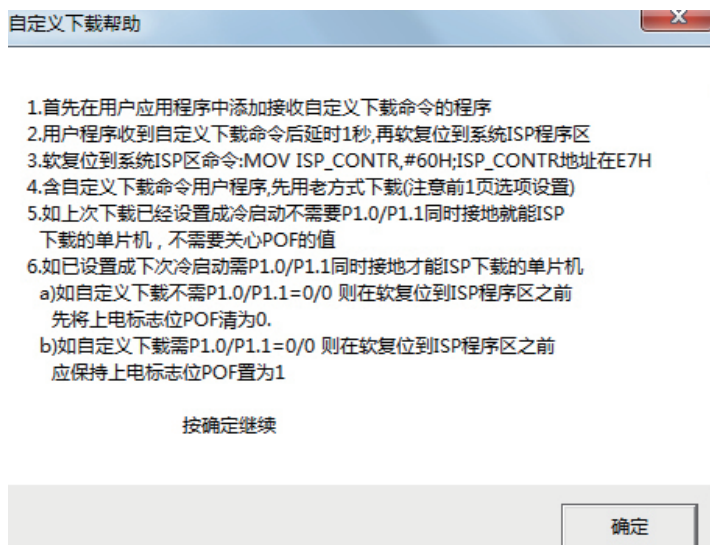 自定义下载帮助
1.首先在用户应用程序中添加接收自定义下载命令的程序
2.用户程序收到自定义下载命令后延时1秒,再软复位到系统ISP程序区
3.软复位到系统ISP区命令:MOV ISP_CONTR,#60H;ISP_CONTR地址在E7H
4.含自定义下载命令用户程序,先用老方式下载(注意前1页选项设置)
5.如上次下载已经设置成冷启动不需要P1.0/P1.1同时接地就能ISP
下载的单片机，不需要关心POF的值
6.如已设置成下次冷启动需P1.0/P1.1同时接地才能ISP下载的单片机
a)如自定义下载不需P1.0/P1.1=0/0 则在软复位到ISP程序区之前
先将上电标志位POF清为0.
b)如自定义下载需P1.0/P1.1=0/0 则在软复位到ISP程序区之前
应保持上电标志位POF置为1
按确定继续
确定